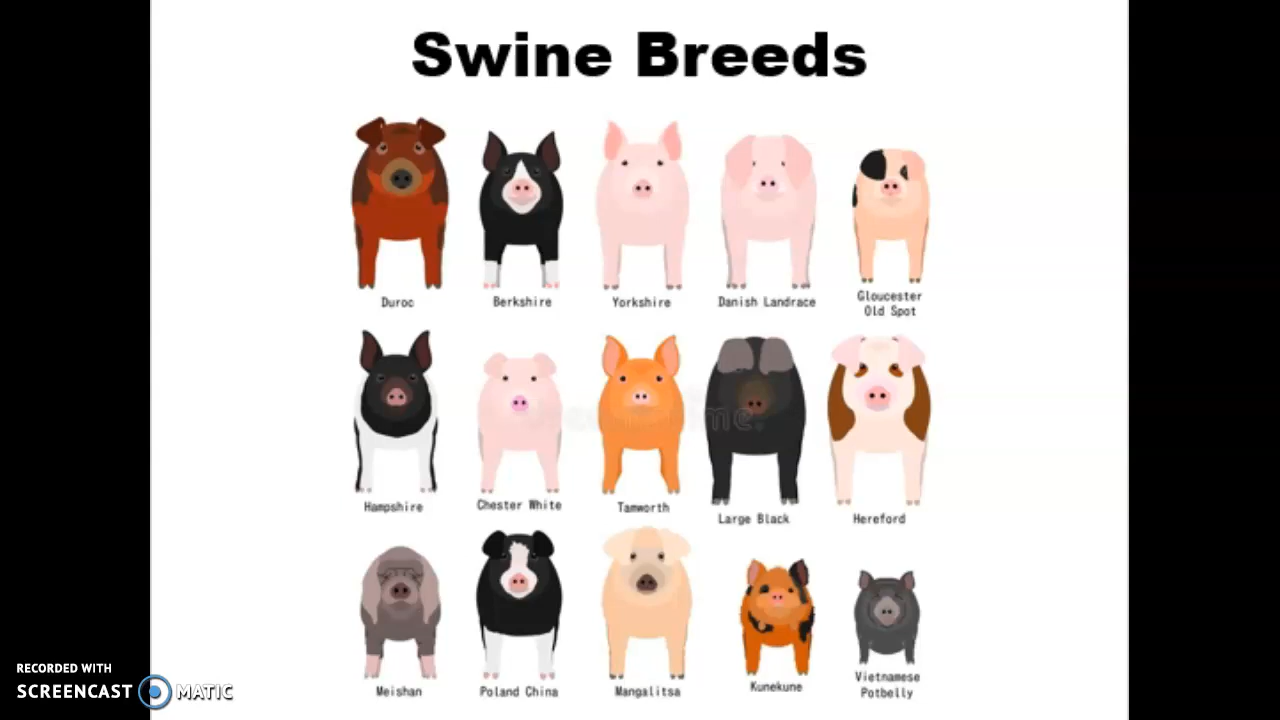 Swine Breeds
Duroc
Berkshire
Yorkshire
Danish Landrace
Gloucester
Old Spot
Hampshire
Chester White
Tamworth
Large Black
Hereford
Meishan
Poland China
Mangalitsa
Kunekune
Vietnamese
Potbelly
RECORDED WITH
SCREENCAST MATIC